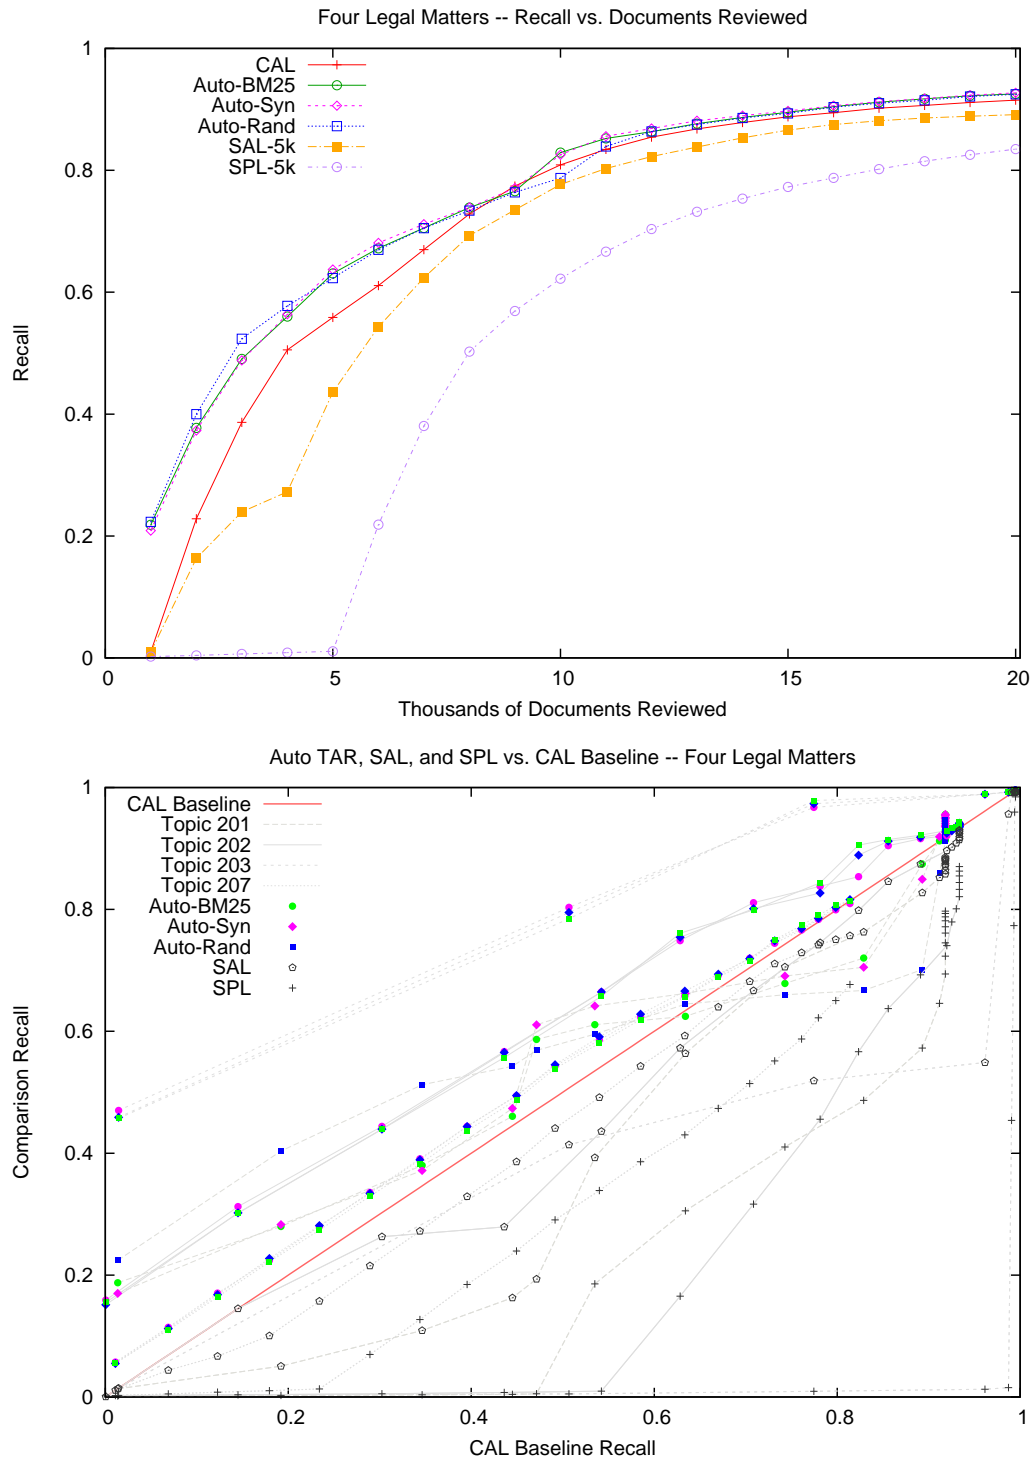 Four Legal Matters -- Recall vs. Documents Reviewed
1
0.8
0.6
0.4
0.2
0
Recall
CAL
Auto-BM25
Auto-Syn
Auto-Rand
SAL-5k
SPL-5k
0
5
10
15
20
Thousands of Documents Reviewed
Auto TAR, SAL, and SPL vs. CAL Baseline -- Four Legal Matters
1
0.8
0.6
0.4
0.2
0
Comparison Recall
CAL Baseline
Topic 201
Topic 202
Topic 203
Topic 207
Auto-BM25
Auto-Syn
Auto-Rand
SAL
SPL
0
0.2
0.4
0.6
0.8
1
CAL Baseline Recall